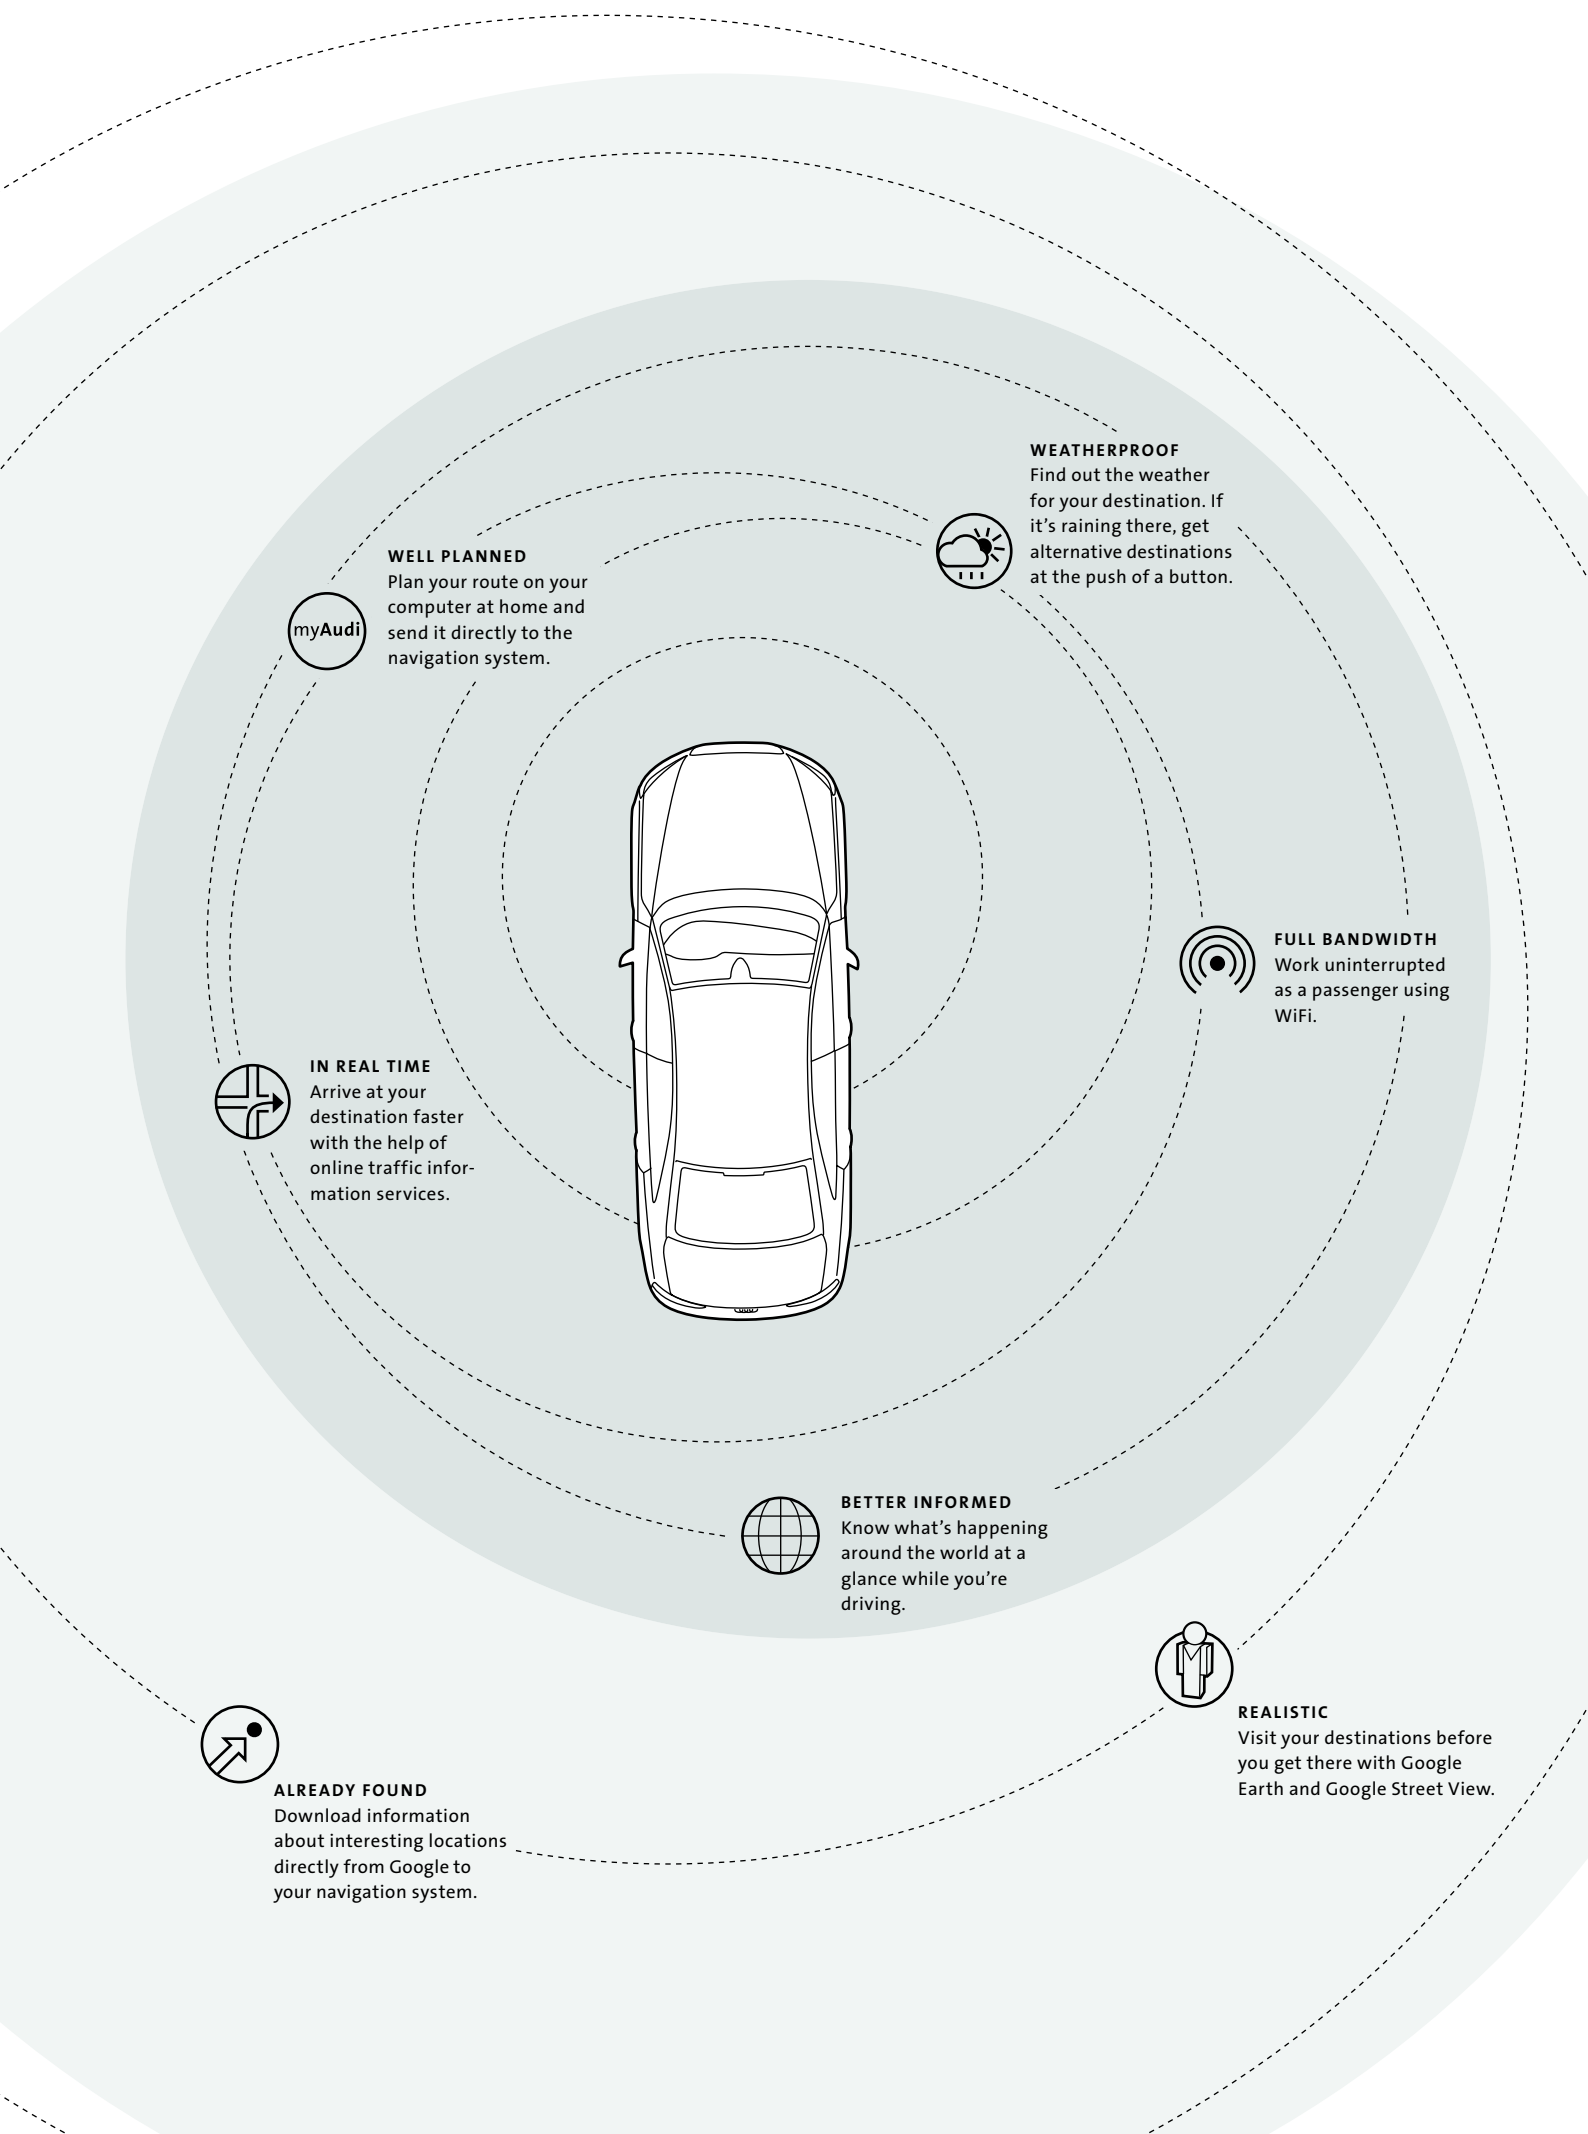 WEATHERPROOF
Find out the weather
for your destination. If
it's raining there, get
alternative destinations
at the push of a button.
WELL PLANNED
Plan your route on your
computer at home and
send it directly to the
navigation system.
myAudi
FULL BANDWIDTH
Work uninterrupted
as a passenger using
WiFi.
IN REAL TIME
Arrive at your
destination faster
with the help of
online traffic infor-
mation services.
BETTER INFORMED
Know what's happening
around the world at a
glance while you're
driving.
REALISTIC
Visit your destinations before
you get there with Google
Earth and Google Street View.
ALREADY FOUND
Download information
about interesting locations
directly from Google to
your navigation system.